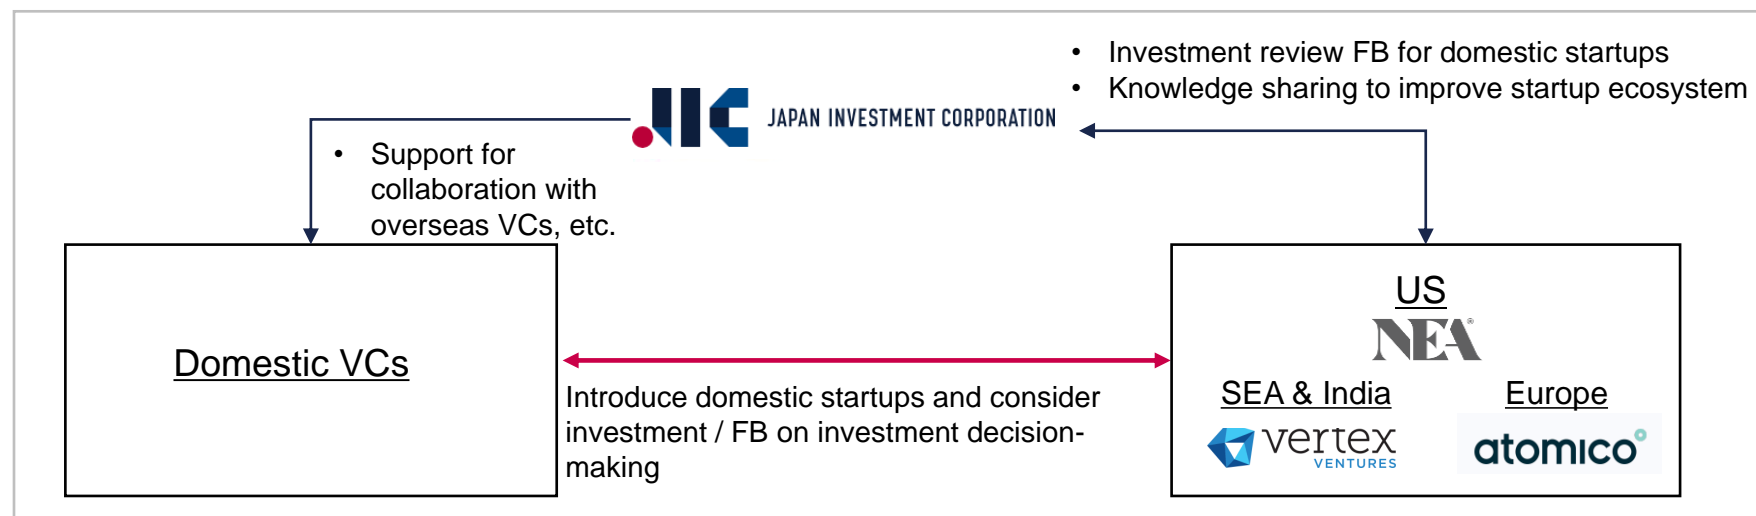 • Investment review FB for domestic startups
• Knowledge sharing to improve startup ecosystem
JIC JAPAN INVESTMENT CORPORATION
• Support for
collaboration with
overseas VCs, etc.
Domestic VCs
Introduce domestic startups and consider
investment / FB on investment decision-
making
US
NEA®
SEA & India
vertex
VENTURES
Europe
atomico